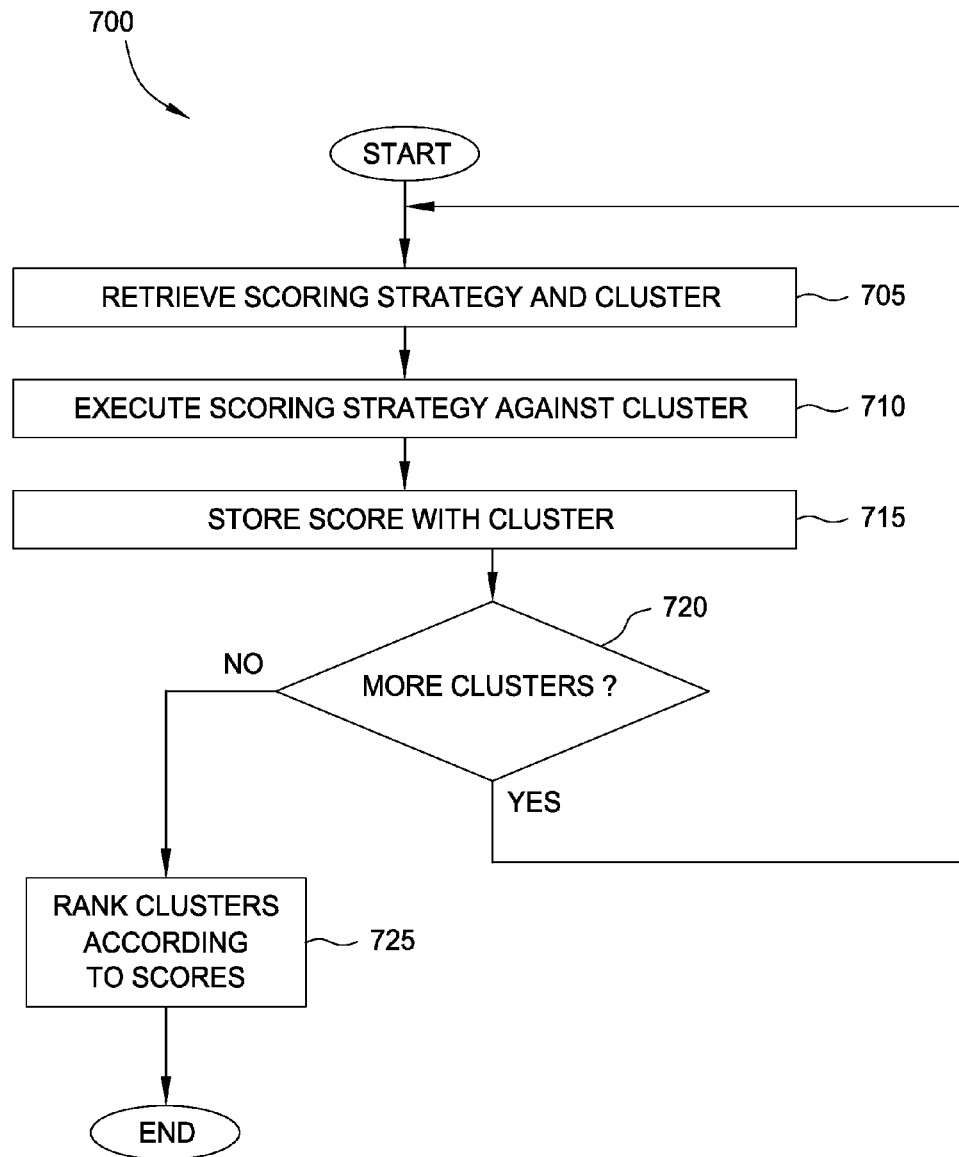 700
START
RETRIEVE SCORING STRATEGY AND CLUSTER
705
EXECUTE SCORING STRATEGY AGAINST CLUSTER
710
STORE SCORE WITH CLUSTER
715
720
NO
MORE CLUSTERS ?
YES
RANK CLUSTERS
ACCORDING
TO SCORES
725
END